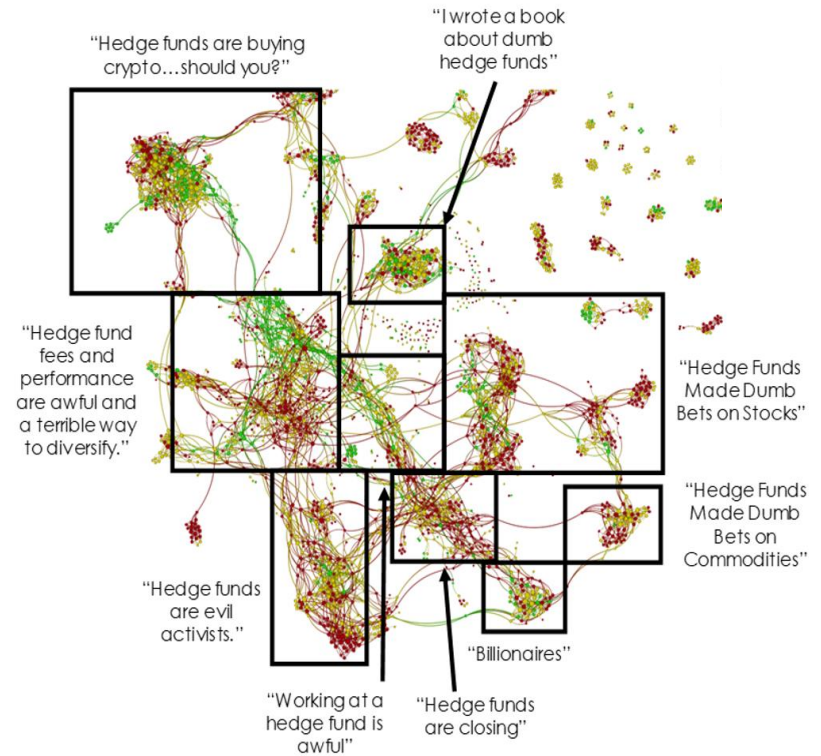 “Hedge funds are buying
crypto…should you?”
“I wrote a book
about dumb
hedge funds”
“Hedge fund
fees and
performance
are awful and
a terrible way
to diversify.”
“Hedge Funds
Made Dumb
Bets on Stocks”
“Hedge Funds
Made Dumb
Bets on
Commodities”
“Hedge funds
are evil
activists.”
“Billionaires”
“Working at a
hedge fund is
awful”
“Hedge funds
are closing”